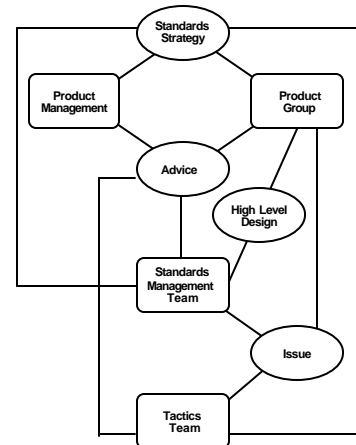 Standards
Strategy
Product
Management
Product
Group
Advice
High Level
Design
Standards
Management
Team
Issue
Tactics
Team